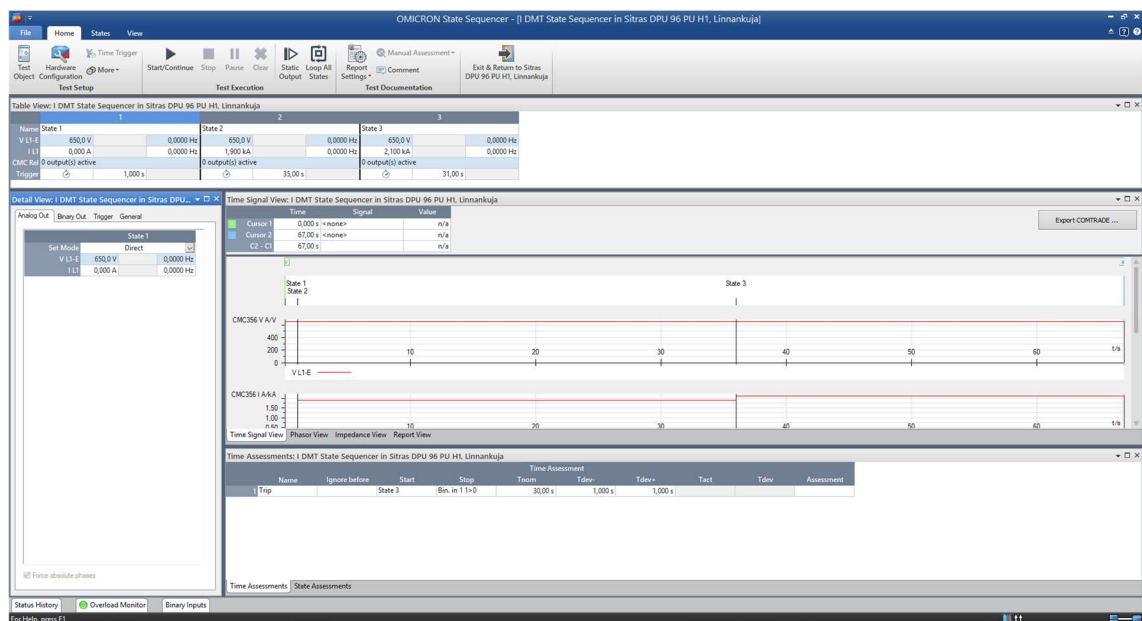 OMICRON State Sequencer - [I DMT State Sequencer in Sitras DPU 96 PU H1, Linnankuja]
File Home States View
Test Object
Hardware Configuration
Time Trigger
More
Test Setup
Start/Continue
Stop
Pause
Clear
Static Output
Loop All States
Test Execution
Report Settings
Manual Assessment
Comment
Test Documentation
Exit & Return to Sitras DPU 96 PU H1, Linnankuja
Table View: I DMT State Sequencer in Sitras DPU 96 PU H1, Linnankuja
1 2 3
Name State 1 State 2 State 3
V L1-E 650,0 V 0,0000 Hz 650,0 V 0,0000 Hz 650,0 V 0,0000 Hz
I L1 0,000 A 0,0000 Hz 1,900 kA 0,0000 Hz 2,100 kA 0,0000 Hz
CMC Rel 0 output(s) active 0 output(s) active 0 output(s) active
Trigger 1,000 s 35,00 s 31,00 s
Detail View: I DMT State Sequencer in Sitras DPU...
Analog Out Binary Out Trigger General
State 1
Set Mode Direct
V L1-E 650,0 V 0,0000 Hz
I L1 0,000 A 0,0000 Hz
Force absolute phases
Time Signal View: I DMT State Sequencer in Sitras DPU 96 PU H1, Linnankuja
Time Signal Value
Cursor 1 0,000 s <none> n/a
Cursor 2 67,00 s <none> n/a
C2 - C1 67,00 s n/a
Export COMTRADE ...
State 1 State 3
State 2
CMC356 V A/V
400
200
0
10 20 30 40 50 60 t/s
V L1-E
CMC356 I A/kA
1,50
1,00
0,50
10 20 30 40 50 60 t/s
Time Signal View Phasor View Impedance View Report View
Time Assessments: I DMT State Sequencer in Sitras DPU 96 PU H1, Linnankuja
Time Assessment
Name Ignore before Start Stop Tnom Tdev- Tdev+ Tact Tdev Assessment
1 Trip State 3 Bin. in 1 1>0 30,00 s 1,000 s 1,000 s
Time Assessments State Assessments
Status History Overload Monitor Binary Inputs
For Help, press F1